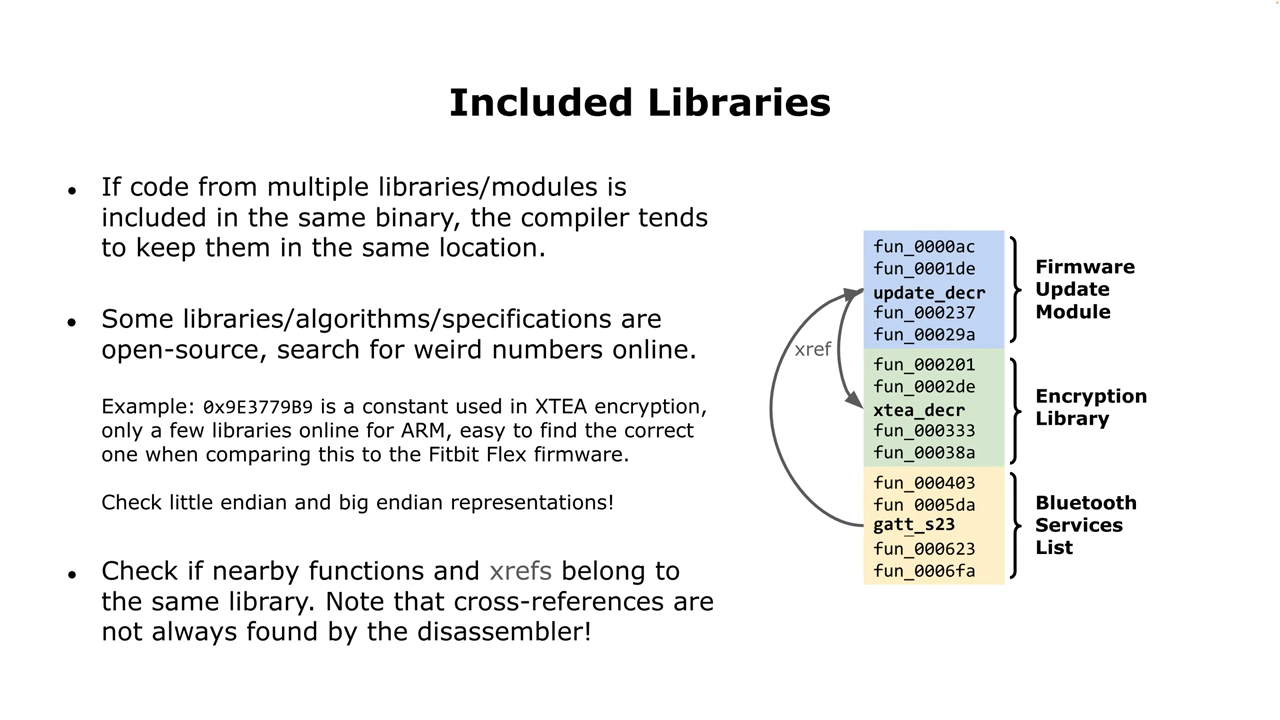 Included Libraries
• If code from multiple libraries/modules is
included in the same binary, the compiler tends
to keep them in the same location.
• Some libraries/algorithms/specifications are
open-source, search for weird numbers online.
Example: 0x9E3779B9 is a constant used in XTEA encryption,
only a few libraries online for ARM, easy to find the correct
one when comparing this to the Fitbit Flex firmware.
Check little endian and big endian representations!
• Check if nearby functions and xrefs belong to
the same library. Note that cross-references are
not always found by the disassembler!
xref
fun_0000ac
fun_0001de
update_decr
fun_000237
fun_00029a
Firmware
Update
Module
fun_000201
fun_0002de
xtea_decr
fun_000333
fun_00038a
Encryption
Library
fun_000403
fun_0005da
gatt_s23
fun_000623
fun_0006fa
Bluetooth
Services
List